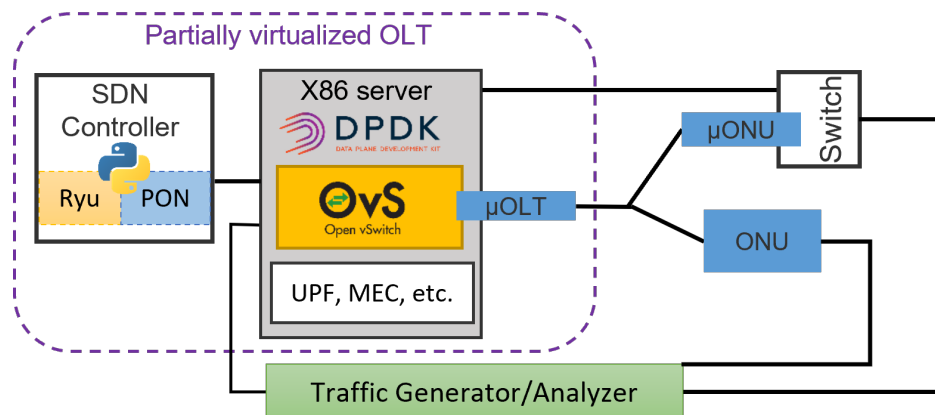 Partially virtualized OLT
SDN
Controller
Ryu
PON
X86 server
DPDK
DATA PLANE DEVELOPMENT KIT
OvS
Open vSwitch
µOLT
UPF, MEC, etc.
µONU
Switch
ONU
Traffic Generator/Analyzer